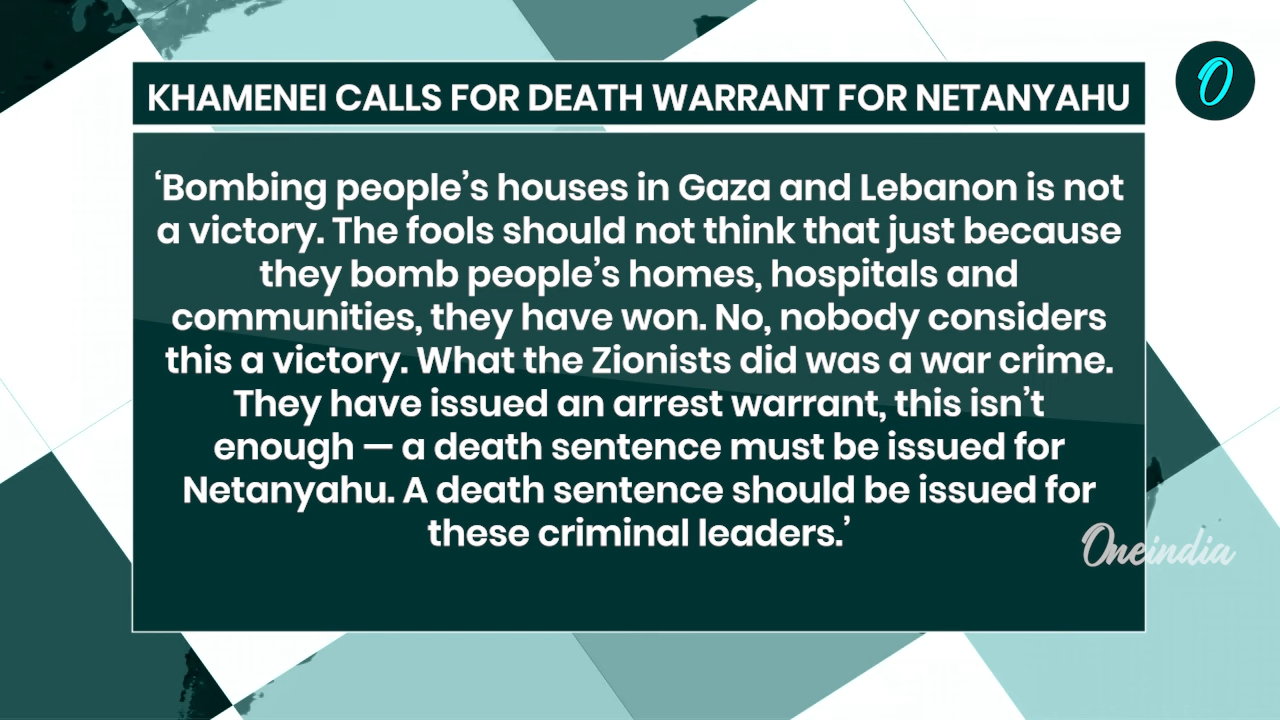 KHAMENEI CALLS FOR DEATH WARRANT FOR NETANYAHU
‘Bombing people’s houses in Gaza and Lebanon is not
a victory. The fools should not think that just because
they bomb people’s homes, hospitals and
communities, they have won. No, nobody considers
this a victory. What the Zionists did was a war crime.
They have issued an arrest warrant, this isn’t
enough — a death sentence must be issued for
Netanyahu. A death sentence should be issued for
these criminal leaders.’
Oneindia
O